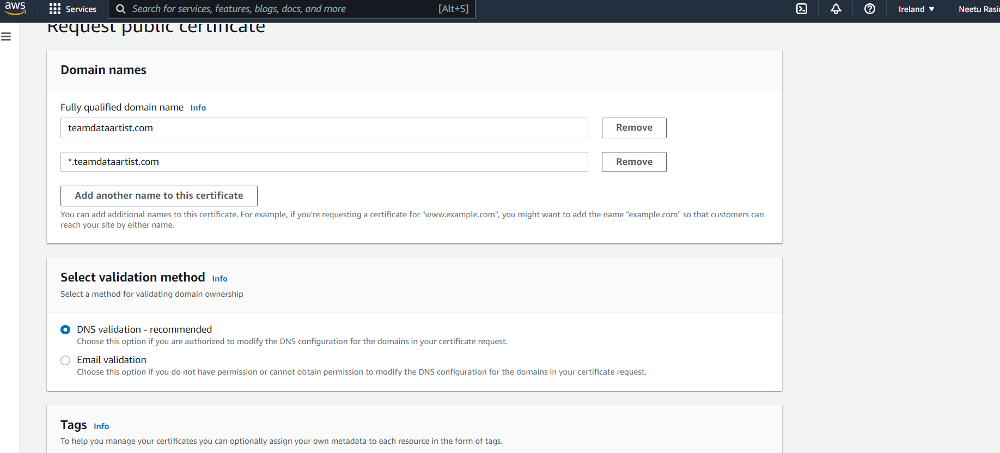 aws
Services
Search for services, features, blogs, docs, and more
[Alt+S]
Ireland
Neetu Rasi
Request public certificate
Domain names
Fully qualified domain name Info
teamdataartist.com
Remove
*.teamdataartist.com
Remove
Add another name to this certificate
You can add additional names to this certificate. For example, if you're requesting a certificate for "www.example.com", you might want to add the name "example.com" so that customers can
reach your site by either name.
Select validation method Info
Select a method for validating domain ownership
DNS validation - recommended
Choose this option if you are authorized to modify the DNS configuration for the domains in your certificate request.
Email validation
Choose this option if you do not have permission or cannot obtain permission to modify the DNS configuration for the domains in your certificate request.
Tags Info
To help you manage your certificates you can optionally assign your own metadata to each resource in the form of tags.